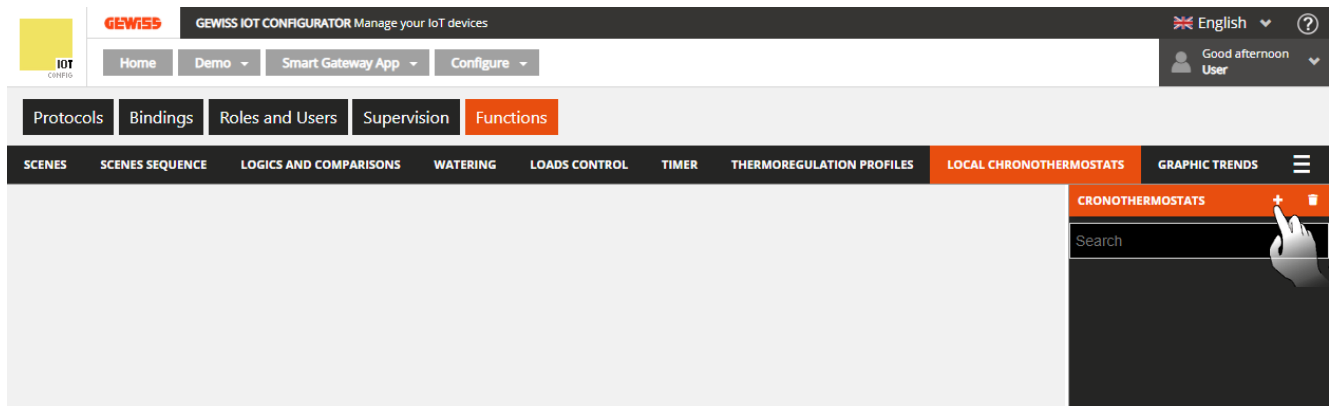 GEWISS GEWISS IOT CONFIGURATOR Manage your IoT devices English ?
IOT
CONFIG
Home Demo Smart Gateway App Configure
Good afternoon
User
Protocols Bindings Roles and Users Supervision Functions
SCENES SCENES SEQUENCE LOGICS AND COMPARISONS WATERING LOADS CONTROL TIMER THERMOREGULATION PROFILES LOCAL CHRONOTHERMOSTATS GRAPHIC TRENDS
CRONOTHERMOSTATS +
Search